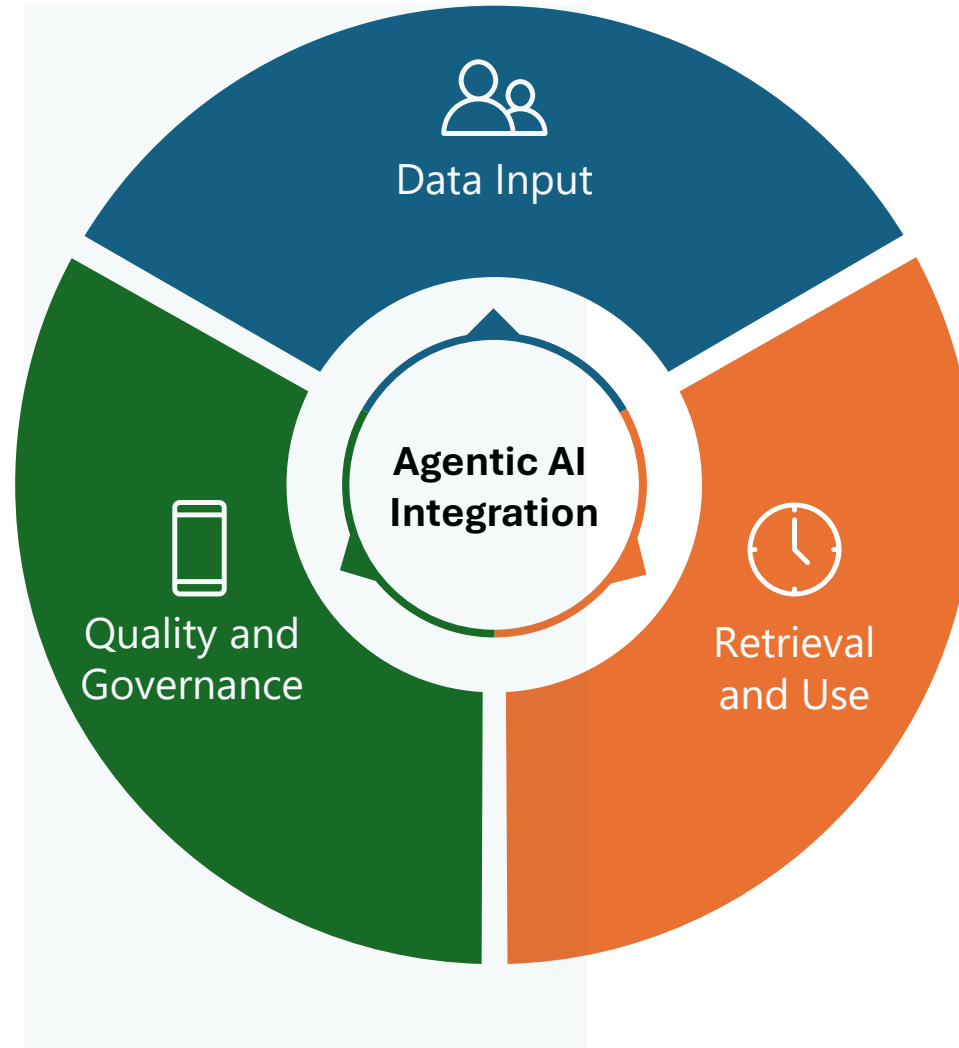 Data Input
Agentic AI
Integration
Quality and
Governance
Retrieval
and Use